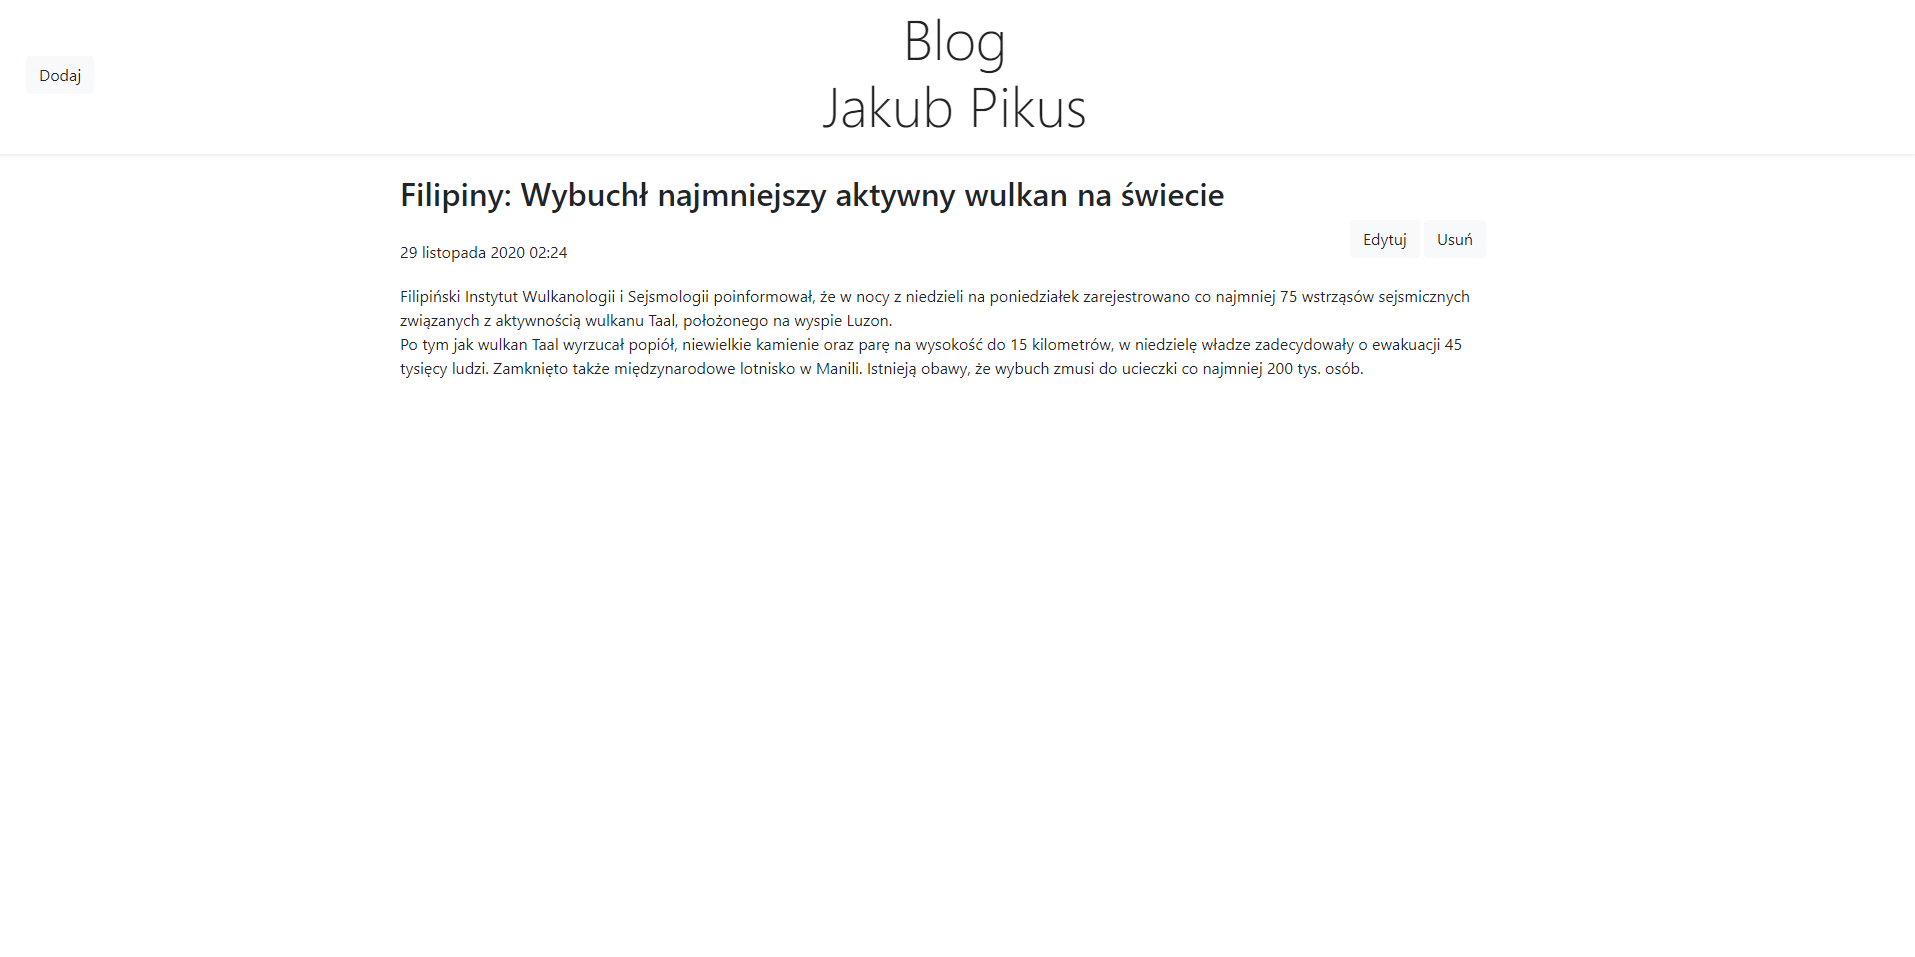 Blog
Jakub Pikus
Dodaj
Filipiny: Wybuchł najmniejszy aktywny wulkan na świecie
29 listopada 2020 02:24
Edytuj
Usuń
Filipiński Instytut Wulkanologii i Sejsmologii poinformował, że w nocy z niedzieli na poniedziałek zarejestrowano co najmniej 75 wstrząsów sejsmicznych
związanych z aktywnością wulkanu Taal, położonego na wyspie Luzon.
Po tym jak wulkan Taal wyrzucał popiół, niewielkie kamienie oraz parę na wysokość do 15 kilometrów, w niedzielę władze zadecydowały o ewakuacji 45
tysięcy ludzi. Zamknięto także międzynarodowe lotnisko w Manili. Istnieją obawy, że wybuch zmusi do ucieczki co najmniej 200 tys. osób.